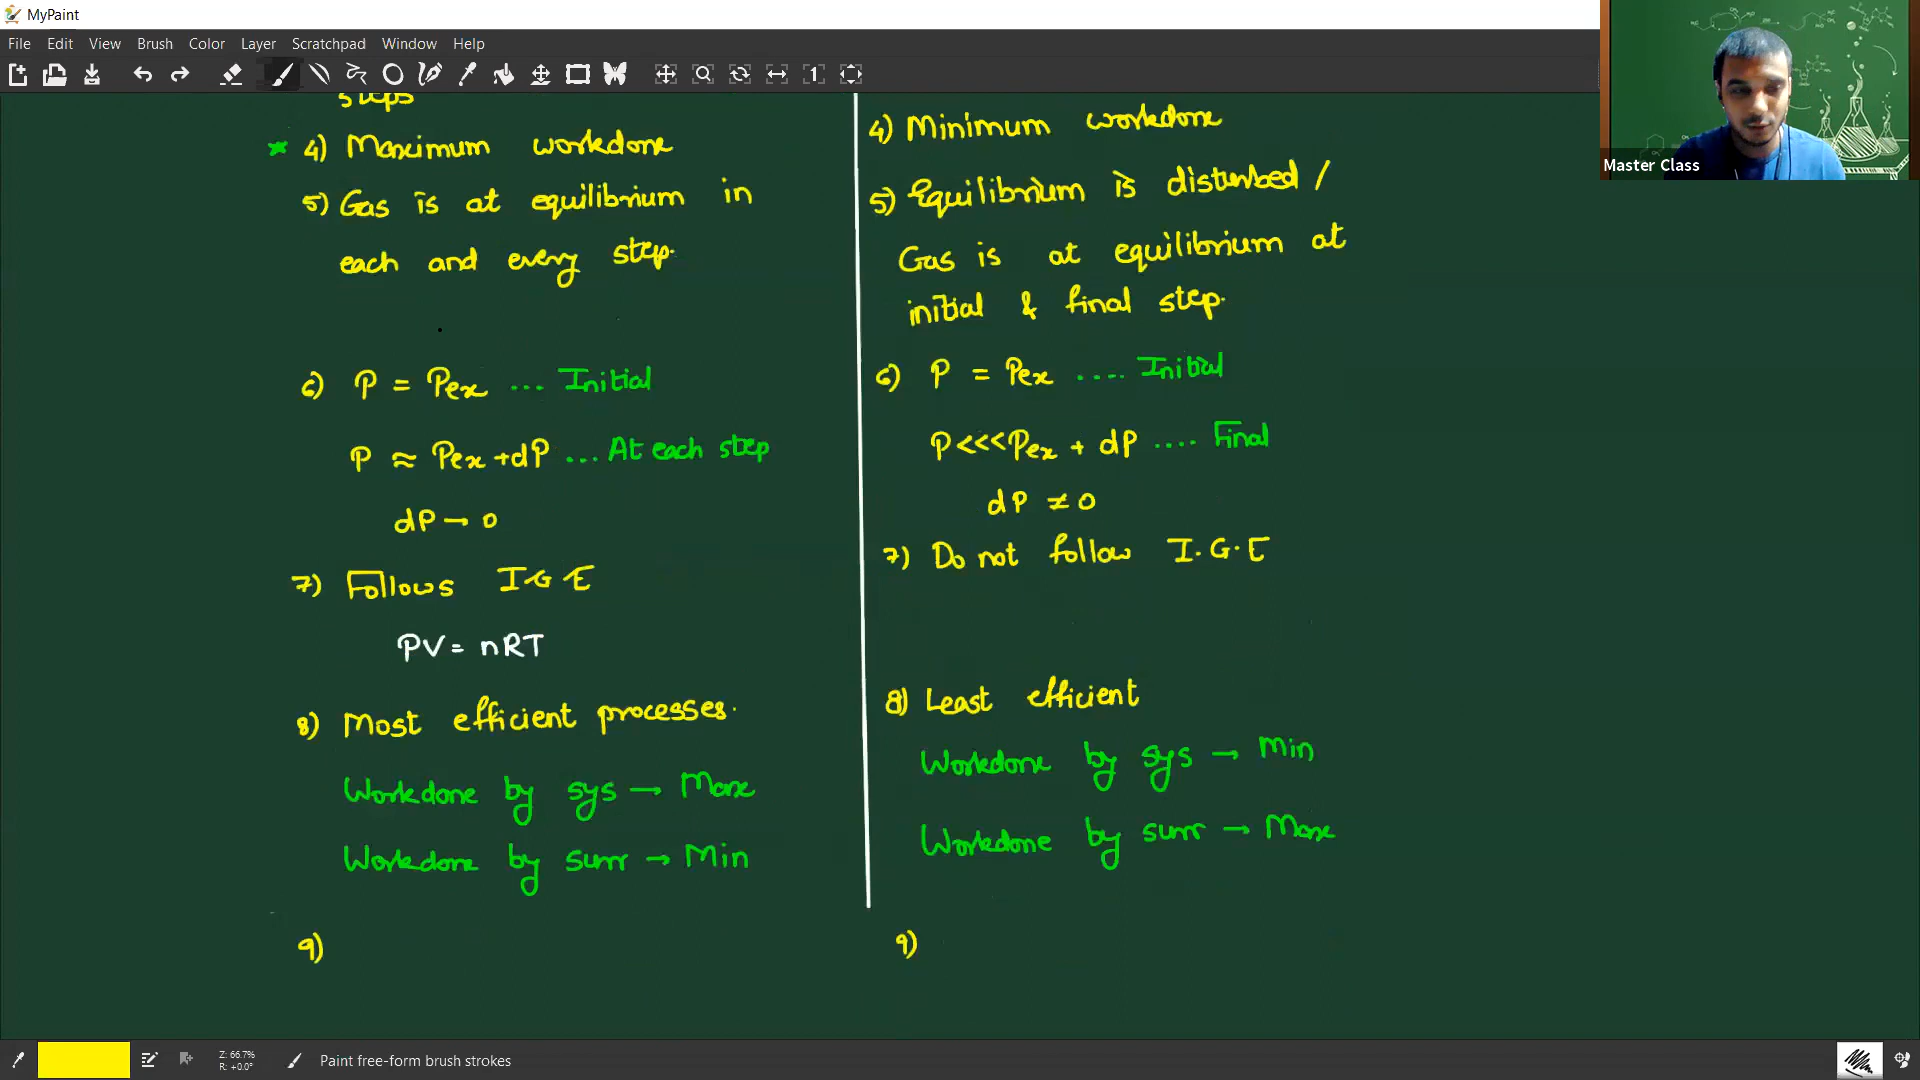 MyPaint
File Edit View Brush Color Layer Scratchpad Window Help
Master Class
steps
4) Maximum workdone
5) Gas is at equilibrium in
each and every step.
6) P = Pex ... Initial
P ≈ Pex + dP ... At each step
dP → 0
7) Follows I G E
PV = nRT
8) Most efficient processes.
Workdone by sys → Max
Workdone by surr → Min
9)
4) Minimum workdone
5) Equilibrium is disturbed /
Gas is at equilibrium at
initial & final step.
6) P = Pex .... Initial
P <<< Pex + dP .... Final
dP ≠ 0
7) Do not follow I.G.E
8) Least efficient
Workdone by sys → Min
Workdone by surr → Max
9)
Z: 66.7%
R: +0.0°
Paint free-form brush strokes